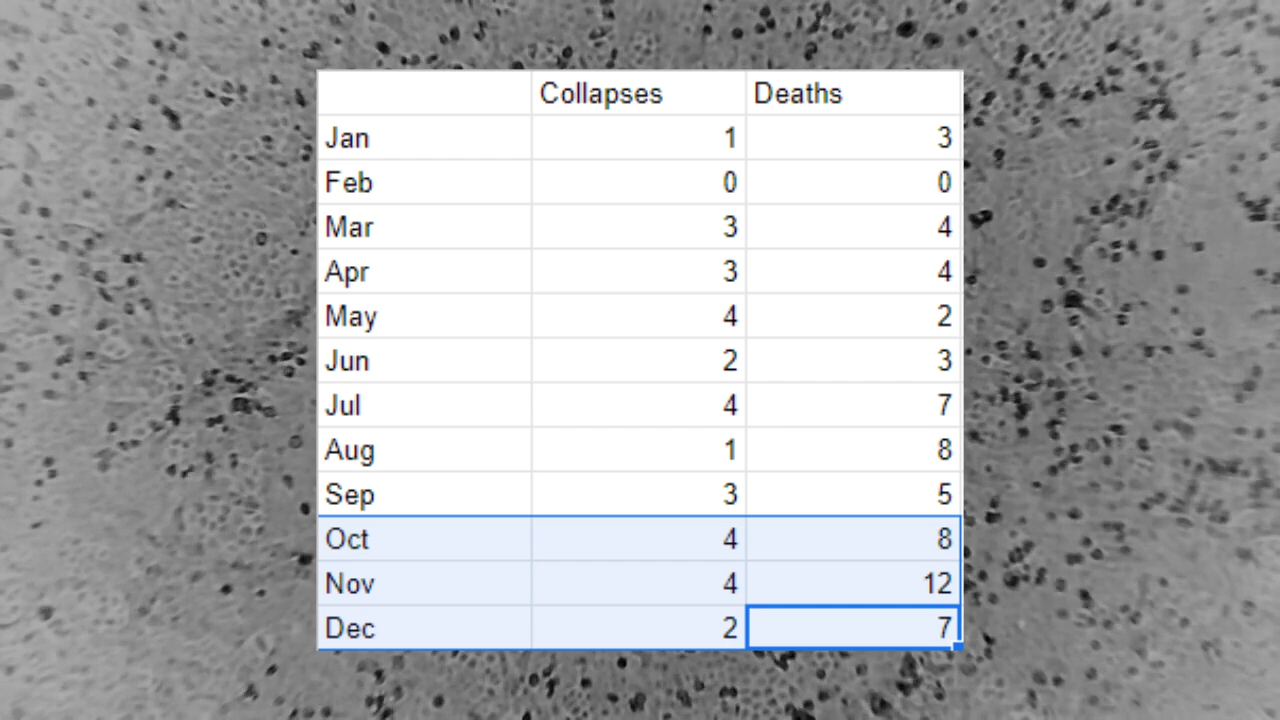 Collapses Deaths
Jan 1 3
Feb 0 0
Mar 3 4
Apr 3 4
May 4 2
Jun 2 3
Jul 4 7
Aug 1 8
Sep 3 5
Oct 4 8
Nov 4 12
Dec 2 7